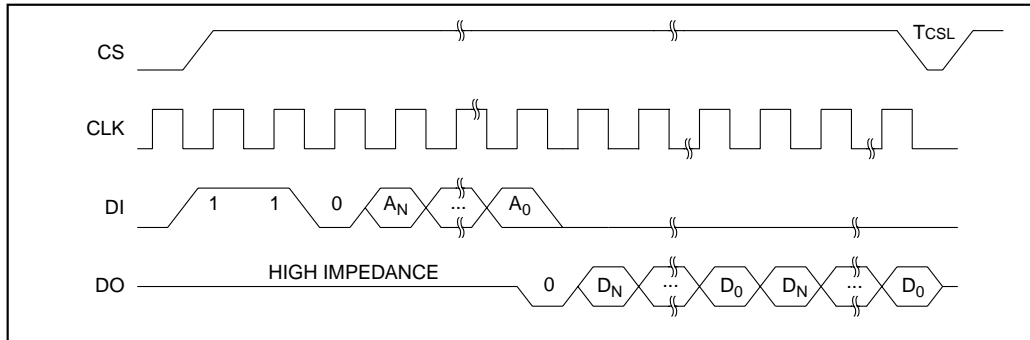 CS TCSL
CLK
DI 1 1 0 AN ... A0
HIGH IMPEDANCE
DO 0 DN ... D0 DN ... D0